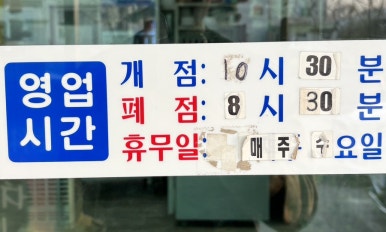 영업
시간
개 점: 10 시 30 분
폐 점: 8 시 30 분
휴무일: 매주 수요일